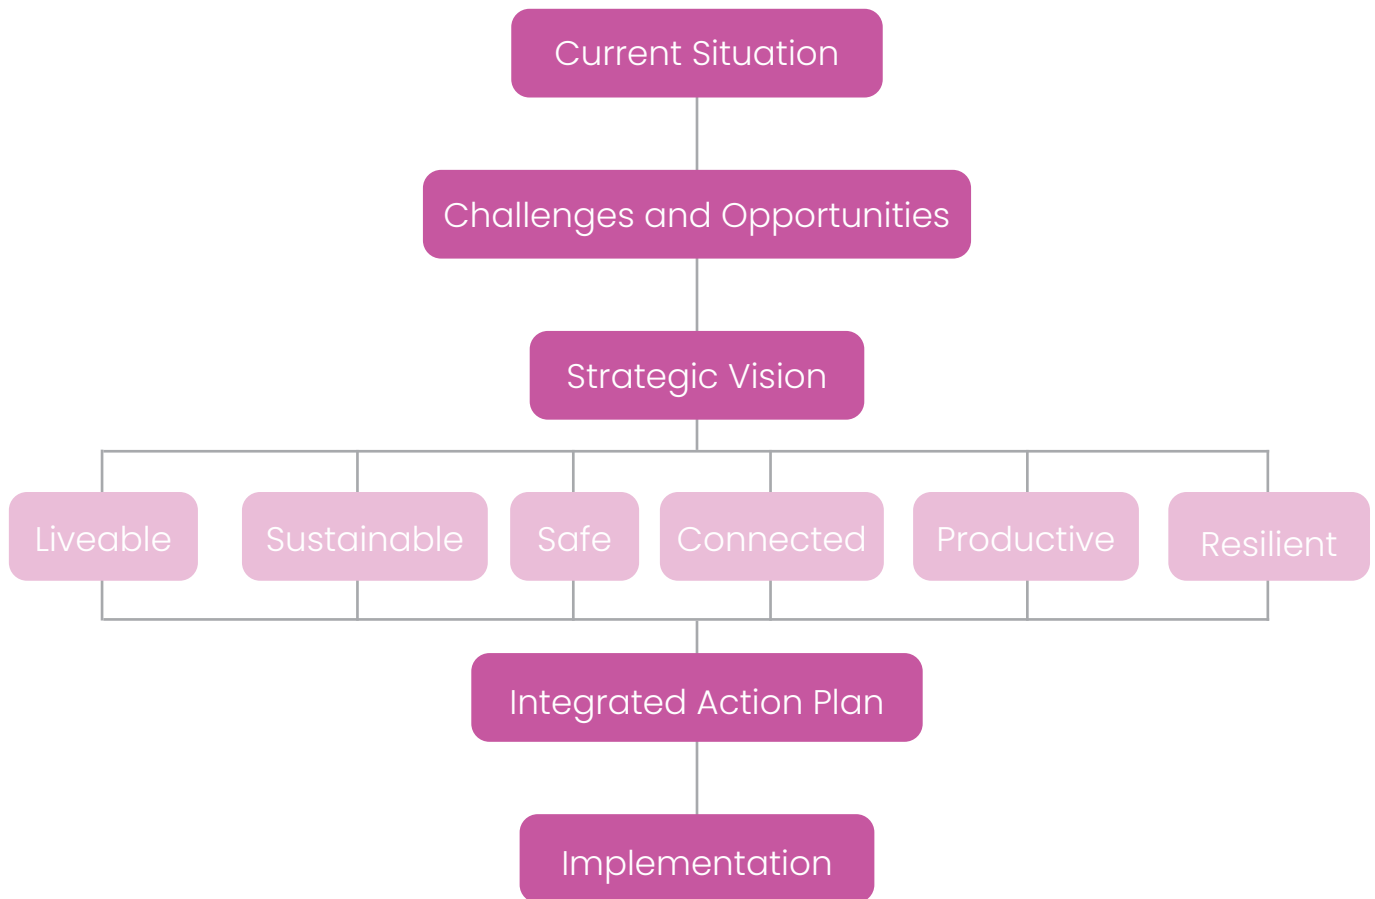 Current Situation
Challenges and Opportunities
Strategic Vision
Liveable
Sustainable
Safe
Connected
Productive
Resilient
Integrated Action Plan
Implementation